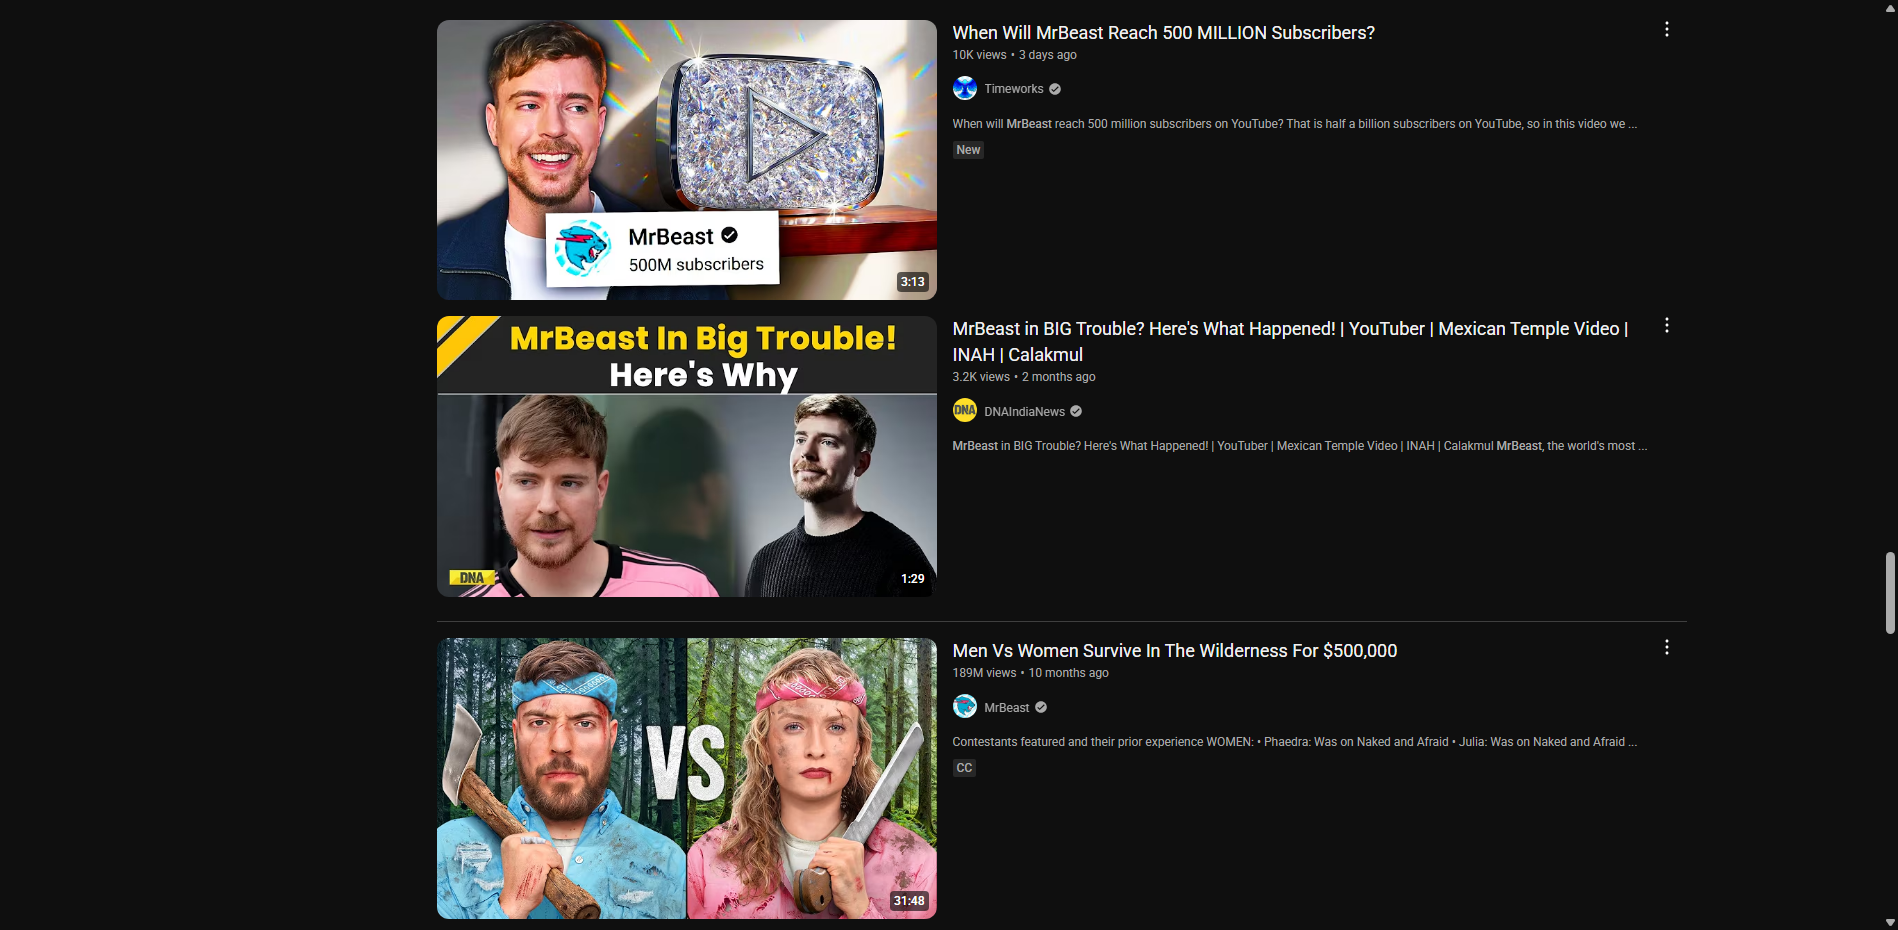 MrBeast
500M subscribers
3:13
When Will MrBeast Reach 500 MILLION Subscribers?
10K views • 3 days ago
Timeworks
When will MrBeast reach 500 million subscribers on YouTube? That is half a billion subscribers on YouTube, so in this video we ...
New
MrBeast In Big Trouble!
Here's Why
DNA
1:29
MrBeast in BIG Trouble? Here's What Happened! | YouTuber | Mexican Temple Video |
INAH | Calakmul
3.2K views • 2 months ago
DNA
DNAIndiaNews
MrBeast in BIG Trouble? Here's What Happened! | YouTuber | Mexican Temple Video | INAH | Calakmul MrBeast, the world's most ...
VS
31:48
Men Vs Women Survive In The Wilderness For $500,000
189M views • 10 months ago
MrBeast
Contestants featured and their prior experience WOMEN: • Phaedra: Was on Naked and Afraid • Julia: Was on Naked and Afraid ...
CC